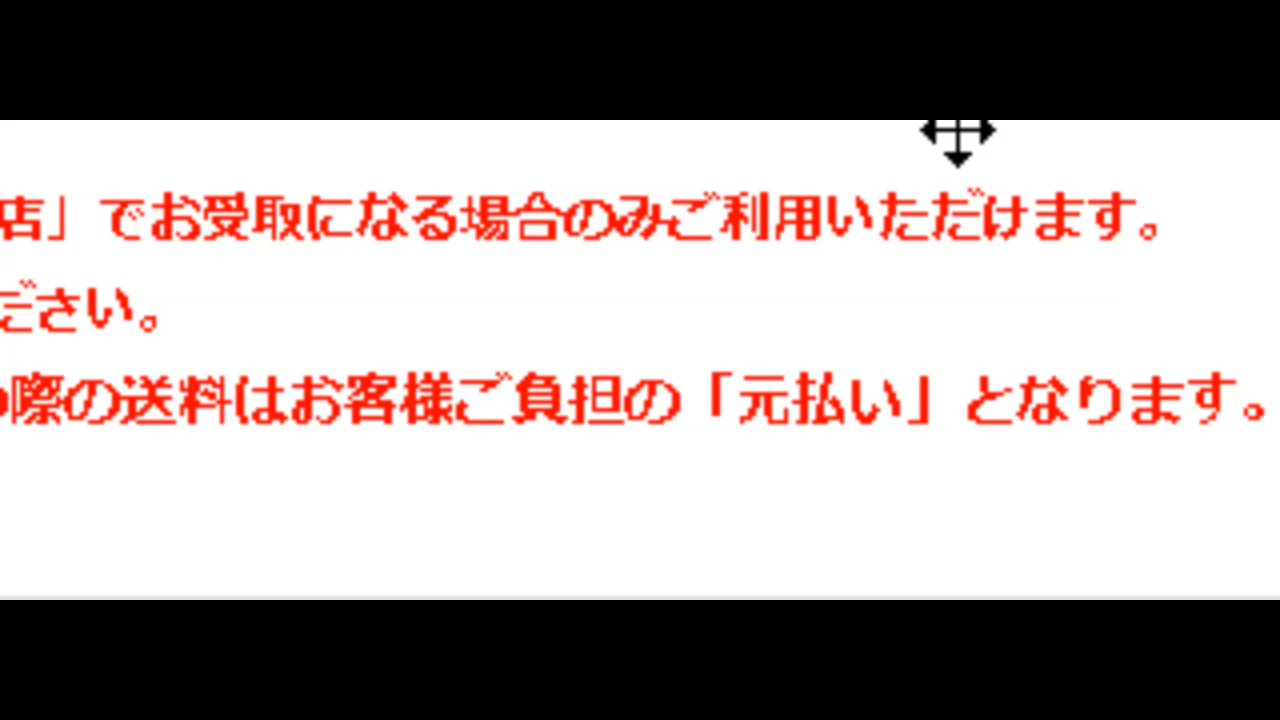 店」でお受取になる場合のみご利用いただけます。
ださい。
の際の送料はお客様ご負担の「元払い」となります。